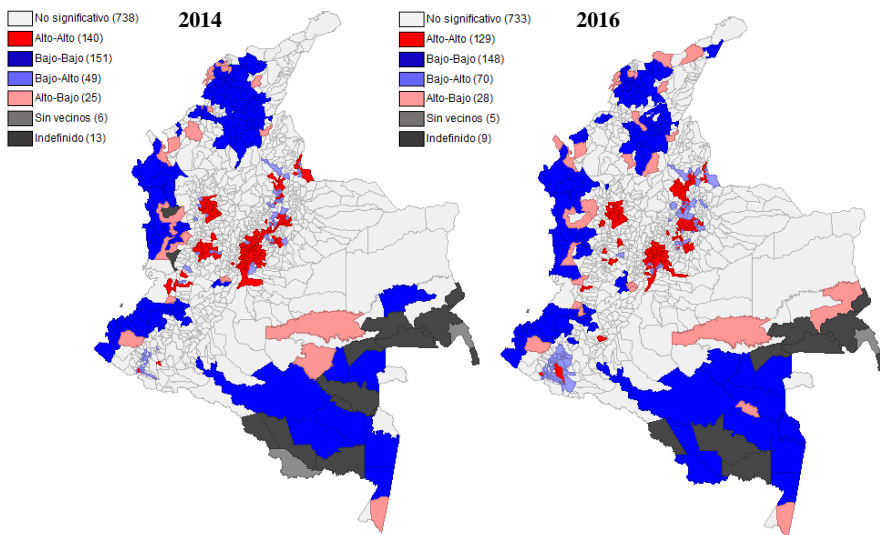 2014
No significativo (738)
Alto-Alto (140)
Bajo-Bajo (151)
Bajo-Alto (49)
Alto-Bajo (25)
Sin vecinos (6)
Indefinido (13)
2016
No significativo (733)
Alto-Alto (129)
Bajo-Bajo (148)
Bajo-Alto (70)
Alto-Bajo (28)
Sin vecinos (5)
Indefinido (9)